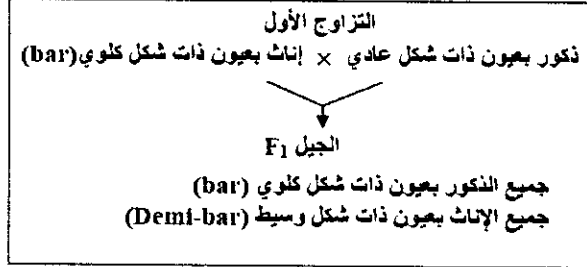 التزاوج الأول
ذكور بعيون ذات شكل عادي × إناث بعيون ذات شكل كلوي(bar)
الجيل F₁
جميع الذكور بعيون ذات شكل كلوي (bar)
جميع الإناث بعيون ذات شكل وسيط (Demi-bar)